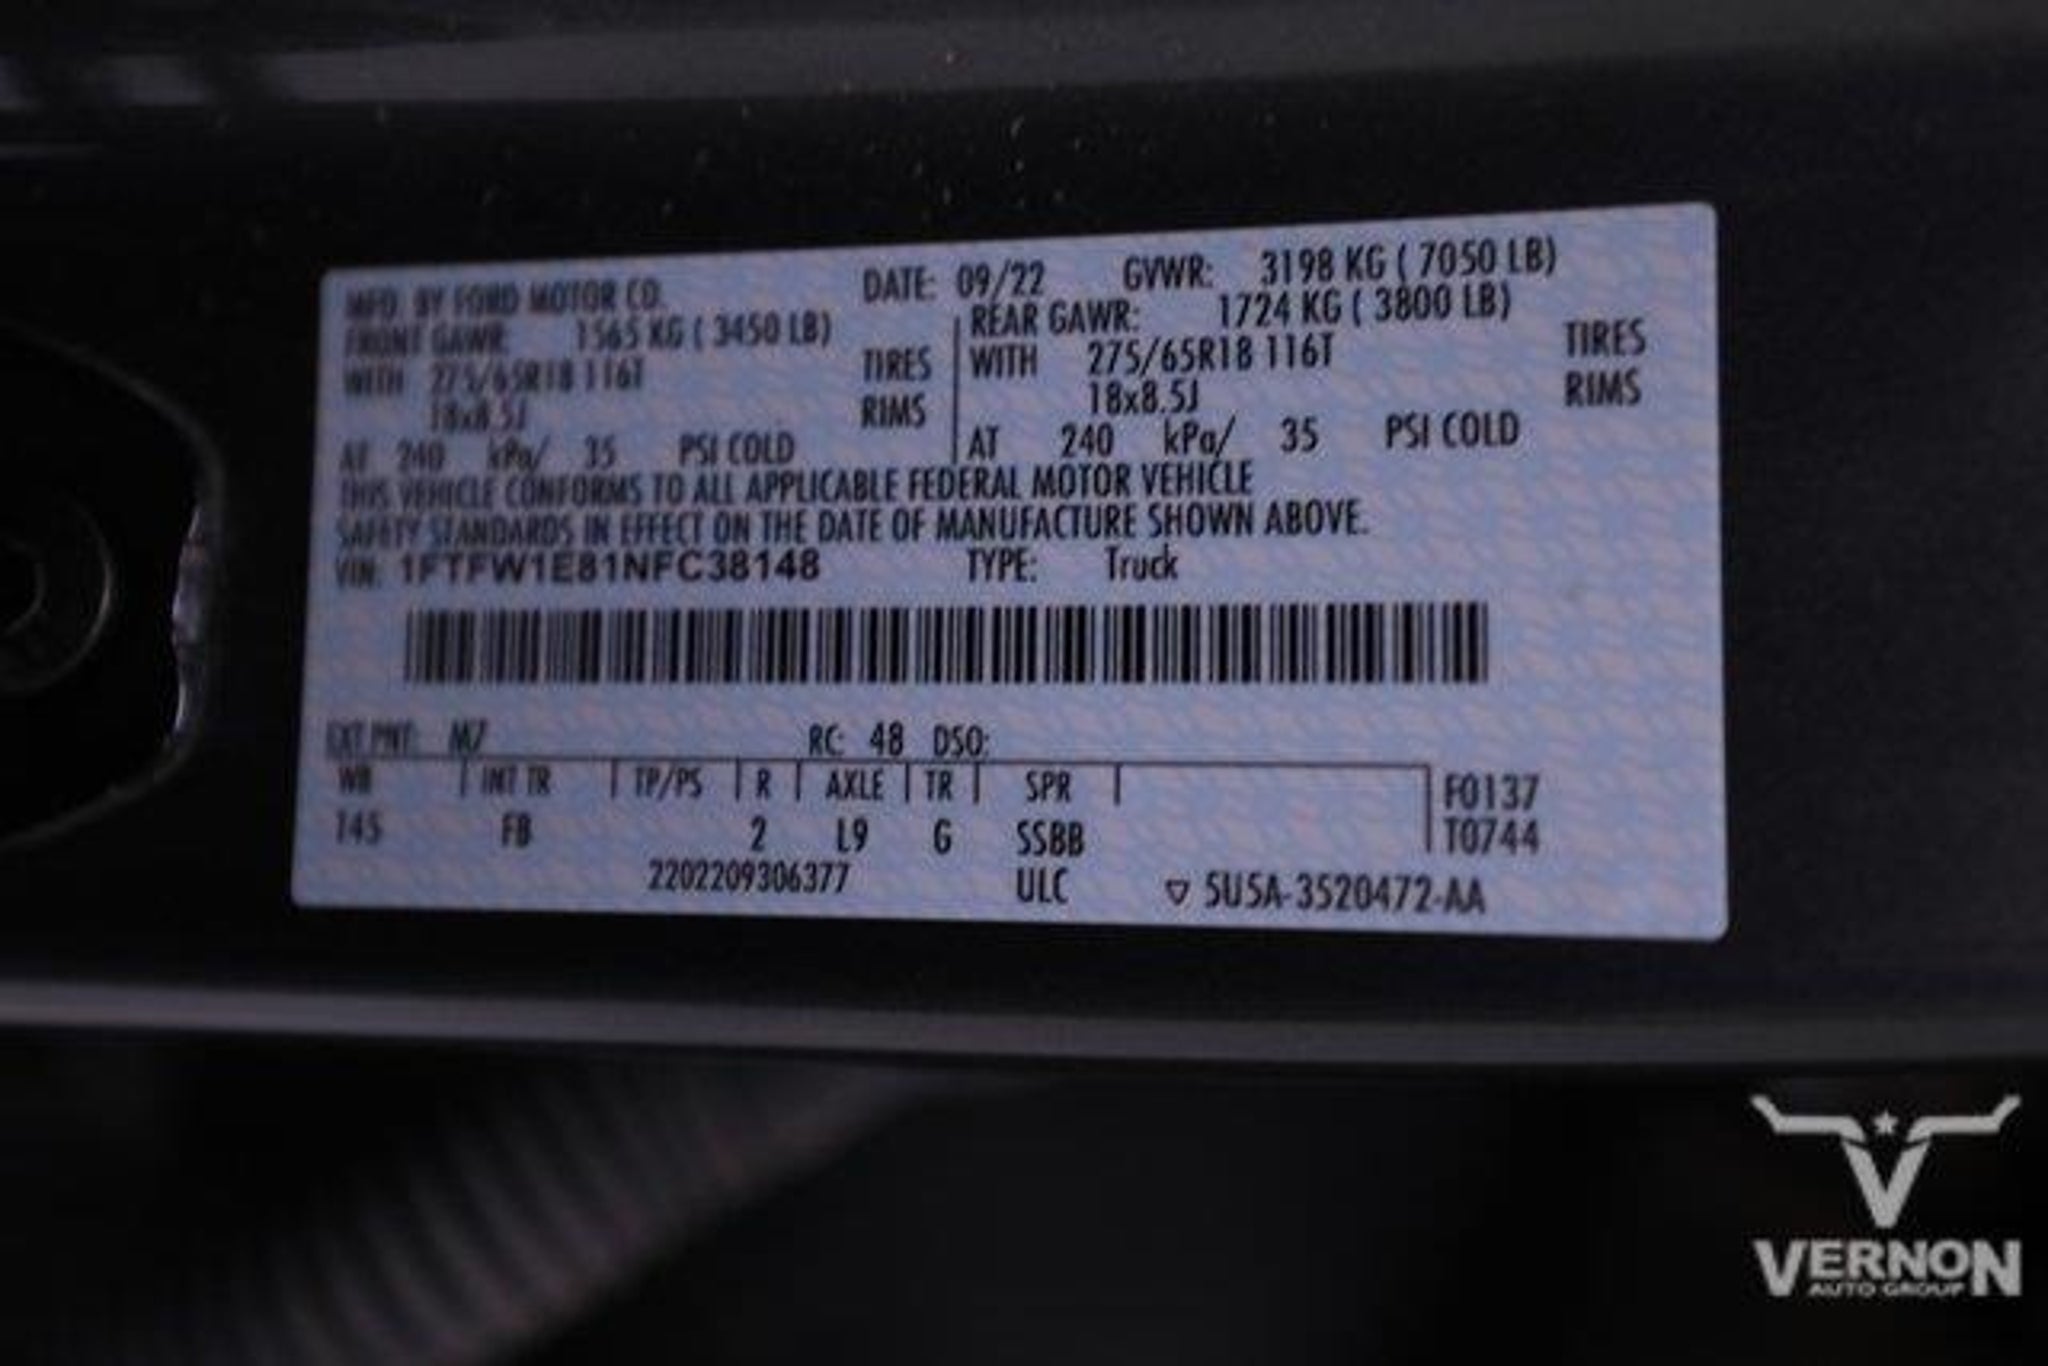 MFD. BY FORD MOTOR CO. DATE: 09/22 GVWR: 3198 KG ( 7050 LB)
FRONT GAWR: 1565 KG ( 3450 LB) REAR GAWR: 1724 KG ( 3800 LB)
WITH 275/65R18 116T TIRES WITH 275/65R18 116T TIRES
18x8.5J RIMS 18x8.5J RIMS
AT 240 kPa/ 35 PSI COLD AT 240 kPa/ 35 PSI COLD
THIS VEHICLE CONFORMS TO ALL APPLICABLE FEDERAL MOTOR VEHICLE
SAFETY STANDARDS IN EFFECT ON THE DATE OF MANUFACTURE SHOWN ABOVE.
VIN: 1FTFW1E81NFC38148 TYPE: Truck
EXT PNT: M7 RC: 48 DSO:
WB INT TR TP/PS R AXLE TR SPR F0137
145 FB 2 L9 G SSBB T0744
2202209306377 ULC ▽ 5U5A-3520472-AA
VERNON
AUTO GROUP